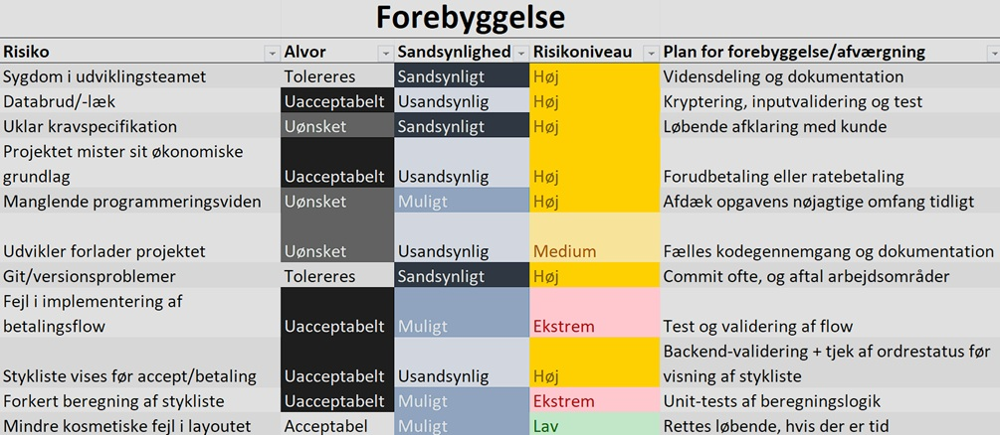 Forebyggelse
Risiko Alvor Sandsynlighed Risikoniveau Plan for forebyggelse/afværgning
Sygdom i udviklingsteamet Tolereres Sandsynligt Høj Vidensdeling og dokumentation
Databrud/-læk Uacceptabelt Usandsynlig Høj Kryptering, inputvalidering og test
Uklar kravspecifikation Uønsket Sandsynligt Høj Løbende afklaring med kunde
Projektet mister sit økonomiske
grundlag Uacceptabelt Usandsynlig Høj Forudbetaling eller ratebetaling
Manglende programmeringsviden Uønsket Muligt Høj Afdæk opgavens nøjagtige omfang tidligt
Udvikler forlader projektet Uønsket Usandsynlig Medium Fælles kodegennemgang og dokumentation
Git/versionsproblemer Tolereres Sandsynligt Høj Commit ofte, og aftal arbejdsområder
Fejl i implementering af
betalingsflow Uacceptabelt Muligt Ekstrem Test og validering af flow
Backend-validering + tjek af ordrestatus før
Stykliste vises før accept/betaling Uacceptabelt Usandsynlig Høj visning af stykliste
Forkert beregning af stykliste Uacceptabelt Muligt Ekstrem Unit-tests af beregningslogik
Mindre kosmetiske fejl i layoutet Acceptabel Muligt Lav Rettes løbende, hvis der er tid